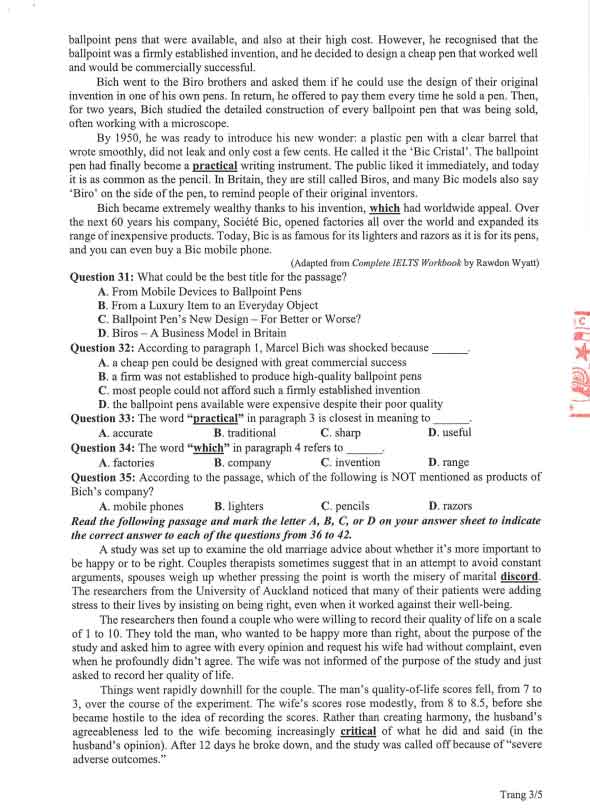 ballpoint pens that were available, and also at their high cost. However, he recognised that the
ballpoint was a firmly established invention, and he decided to design a cheap pen that worked well
and would be commercially successful.
Bich went to the Biro brothers and asked them if he could use the design of their original
invention in one of his own pens. In return, he offered to pay them every time he sold a pen. Then,
for two years, Bich studied the detailed construction of every ballpoint pen that was being sold,
often working with a microscope.
By 1950, he was ready to introduce his new wonder: a plastic pen with a clear barrel that
wrote smoothly, did not leak and only cost a few cents. He called it the ‘Bic Cristal’. The ballpoint
pen had finally become a practical writing instrument. The public liked it immediately, and today
it is as common as the pencil. In Britain, they are still called Biros, and many Bic models also say
‘Biro’ on the side of the pen, to remind people of their original inventors.
Bich became extremely wealthy thanks to his invention, which had worldwide appeal. Over
the next 60 years his company, Société Bic, opened factories all over the world and expanded its
range of inexpensive products. Today, Bic is as famous for its lighters and razors as it is for its pens,
and you can even buy a Bic mobile phone.
(Adapted from Complete IELTS Workbook by Rawdon Wyatt)
Question 31: What could be the best title for the passage?
A. From Mobile Devices to Ballpoint Pens
B. From a Luxury Item to an Everyday Object
C. Ballpoint Pen’s New Design – For Better or Worse?
D. Biros – A Business Model in Britain
Question 32: According to paragraph 1, Marcel Bich was shocked because ______.
A. a cheap pen could be designed with great commercial success
B. a firm was not established to produce high-quality ballpoint pens
C. most people could not afford such a firmly established invention
D. the ballpoint pens available were expensive despite their poor quality
Question 33: The word “practical” in paragraph 3 is closest in meaning to ______.
A. accurate B. traditional C. sharp D. useful
Question 34: The word “which” in paragraph 4 refers to ______.
A. factories B. company C. invention D. range
Question 35: According to the passage, which of the following is NOT mentioned as products of
Bich’s company?
A. mobile phones B. lighters C. pencils D. razors
Read the following passage and mark the letter A, B, C, or D on your answer sheet to indicate
the correct answer to each of the questions from 36 to 42.
A study was set up to examine the old marriage advice about whether it’s more important to
be happy or to be right. Couples therapists sometimes suggest that in an attempt to avoid constant
arguments, spouses weigh up whether pressing the point is worth the misery of marital discord.
The researchers from the University of Auckland noticed that many of their patients were adding
stress to their lives by insisting on being right, even when it worked against their well-being.
The researchers then found a couple who were willing to record their quality of life on a scale
of 1 to 10. They told the man, who wanted to be happy more than right, about the purpose of the
study and asked him to agree with every opinion and request his wife had without complaint, even
when he profoundly didn’t agree. The wife was not informed of the purpose of the study and just
asked to record her quality of life.
Things went rapidly downhill for the couple. The man’s quality-of-life scores fell, from 7 to
3, over the course of the experiment. The wife’s scores rose modestly, from 8 to 8.5, before she
became hostile to the idea of recording the scores. Rather than creating harmony, the husband’s
agreeableness led to the wife becoming increasingly critical of what he did and said (in the
husband’s opinion). After 12 days he broke down, and the study was called off because of “severe
adverse outcomes.”
Trang 3/5